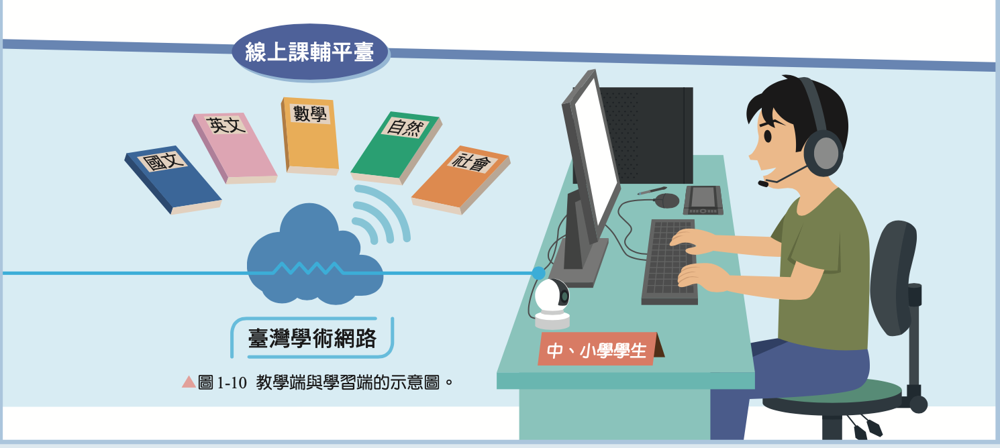 線上課輔平臺
國文
英文
數學
自然
社會
臺灣學術網路
中、小學學生
▲圖1-10 教學端與學習端的示意圖。